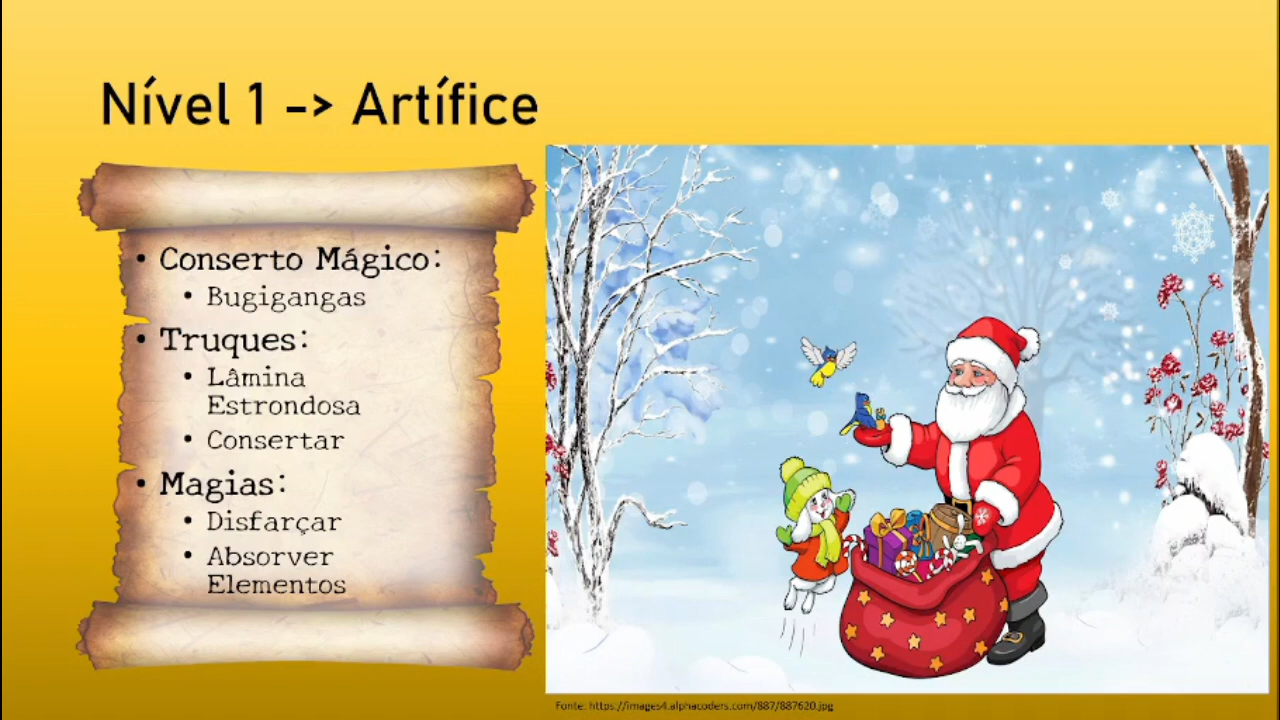 Nível 1 -> Artífice
• Conserto Mágico:
• Bugigangas
• Truques:
• Lâmina
Estrondosa
• Consertar
• Magias:
• Disfarçar
• Absorver
Elementos
Fonte: https://images4.alphacoders.com/887/887620.jpg